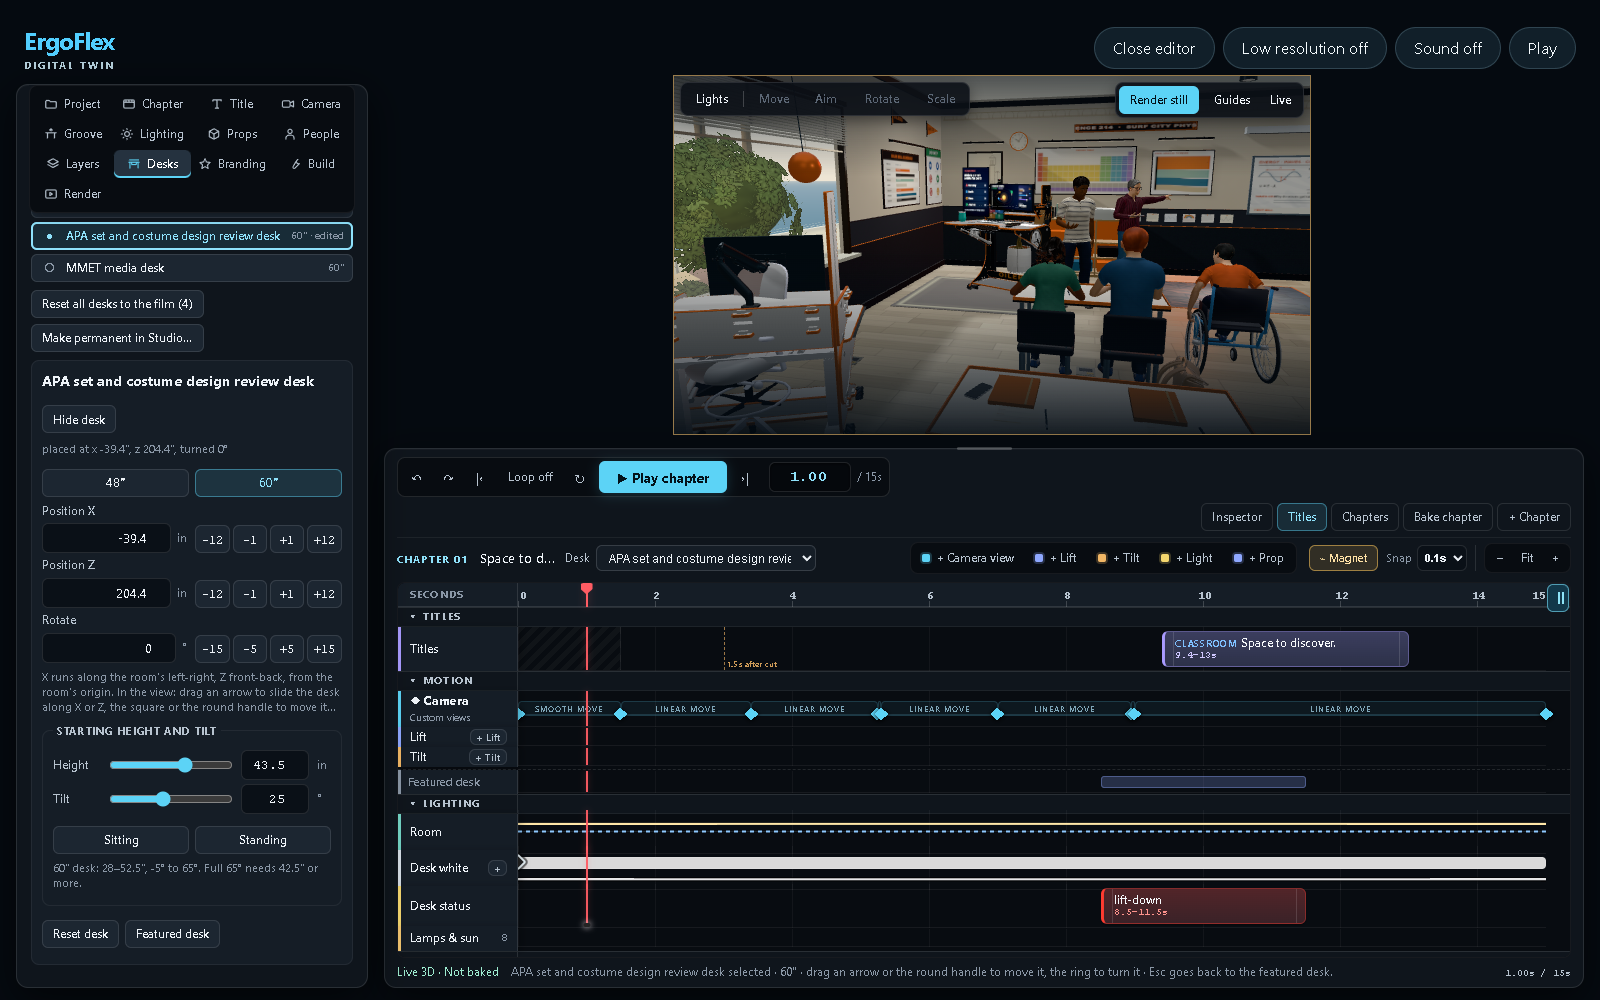 ErgoFlex
DIGITAL TWIN
Close editor
Low resolution off
Sound off
Play
Project
Chapter
Title
Camera
Groove
Lighting
Props
People
Layers
Desks
Branding
Build
Render
APA set and costume design review desk 60" · edited
MMET media desk 60"
Reset all desks to the film (4)
Make permanent in Studio...
APA set and costume design review desk
Hide desk
placed at x -39.4", z 204.4", turned 0°
48"
60"
Position X
-39.4 in -12 -1 +1 +12
Position Z
204.4 in -12 -1 +1 +12
Rotate
0 ° -15 -5 +5 +15
X runs along the room's left-right, Z front-back, from the
room's origin. In the view: drag an arrow to slide the desk
along X or Z, the square or the round handle to move it...
STARTING HEIGHT AND TILT
Height 43.5 in
Tilt 25 °
Sitting
Standing
60" desk: 28–52.5", -5° to 65°. Full 65° needs 42.5" or
more.
Reset desk
Featured desk
Lights
Move
Aim
Rotate
Scale
Render still
Guides
Live
Loop off
Play chapter
1.00 / 15s
Inspector
Titles
Chapters
Bake chapter
+ Chapter
CHAPTER 01 Space to d...
Desk APA set and costume design revie
+ Camera view
+ Lift
+ Tilt
+ Light
+ Prop
Magnet
Snap 0.1s
− Fit +
SECONDS 0 2 4 6 8 10 12 14 15
TITLES
Titles
1.5s after cut
CLASSROOM Space to discover.
9.4–13s
MOTION
Camera
Custom views
SMOOTH MOVE
LINEAR MOVE
LINEAR MOVE
LINEAR MOVE
LINEAR MOVE
LINEAR MOVE
Lift + Lift
Tilt + Tilt
Featured desk
LIGHTING
Room
Desk white +
Desk status
lift-down
8.5–11.5s
Lamps & sun 8
Live 3D · Not baked
APA set and costume design review desk selected · 60" · drag an arrow or the round handle to move it, the ring to turn it · Esc goes back to the featured desk.
1.00s / 15s